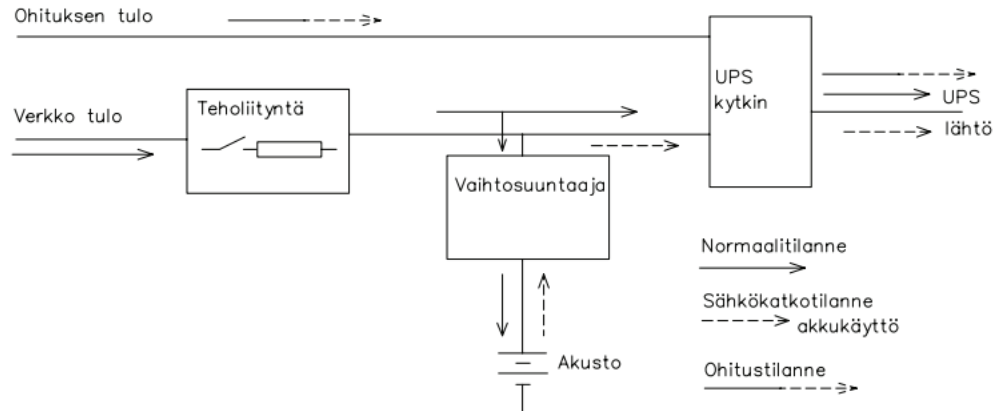 Ohituksen tulo
UPS
kytkin
Verkko tulo
Teholiityntä
UPS
lähtö
Vaihtosuuntaaja
Normaalitilanne
Sähkökatkotilanne
akkukäyttö
Akusto
Ohitustilanne